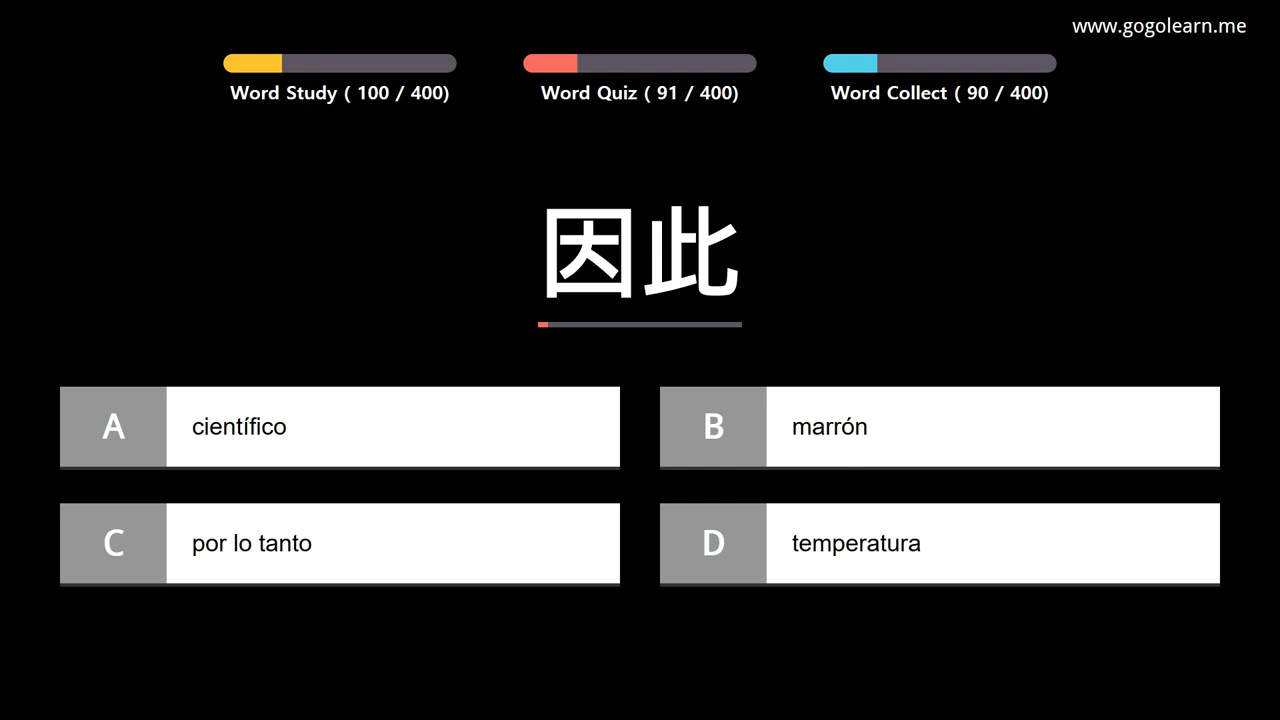 www.gogolearn.me
Word Study ( 100 / 400)
Word Quiz ( 91 / 400)
Word Collect ( 90 / 400)
因此
A científico
B marrón
C por lo tanto
D temperatura